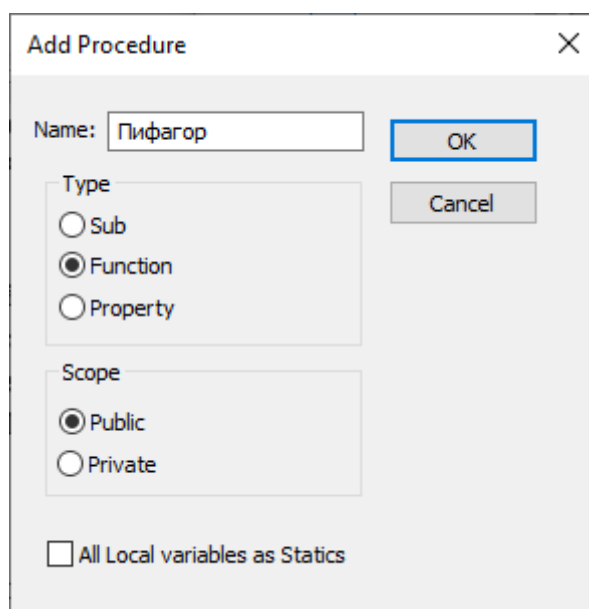 Add Procedure
Name: Пифагор
OK
Type
Cancel
Sub
Function
Property
Scope
Public
Private
All Local variables as Statics